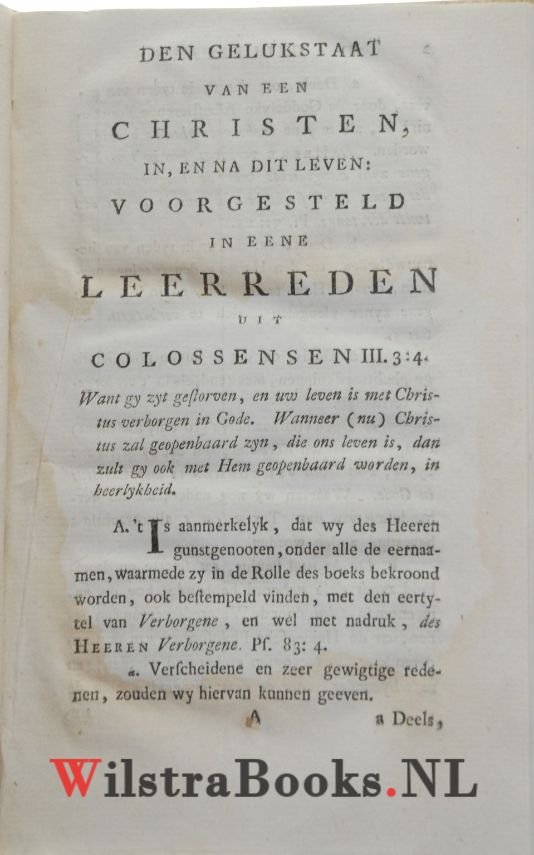 DEN GELUKSTAAT
VAN EEN
CHRISTEN,
IN, EN NA DIT LEVEN:
VOORGESTELD
IN EENE
LEERREDEN
UIT
COLOSSENSEN III. 3:4.
Want gy zyt geſtorven, en uw leven is met Chris-
tus verborgen in Gode. Wanneer (nu) Chris-
tus zal geopenbaard zyn, die ons leven is, dan
zult gy ook met Hem geopenbaard worden, in
heerlykheid.
A. 't Is aanmerkelyk, dat wy des Heeren
gunstgenooten, onder alle de eernaa-
men, waarmede zy in de Rolle des boeks bekroond
worden, ook beſtempeld vinden, met den eerty-
tel van Verborgene, en wel met nadruk, des
HEEREN Verborgene. Pſ. 83: 4.
α. Verſcheidene en zeer gewigtige rede-
nen, zouden wy hiervan kunnen geeven.
A a Deels,
WilstraBooks.NL